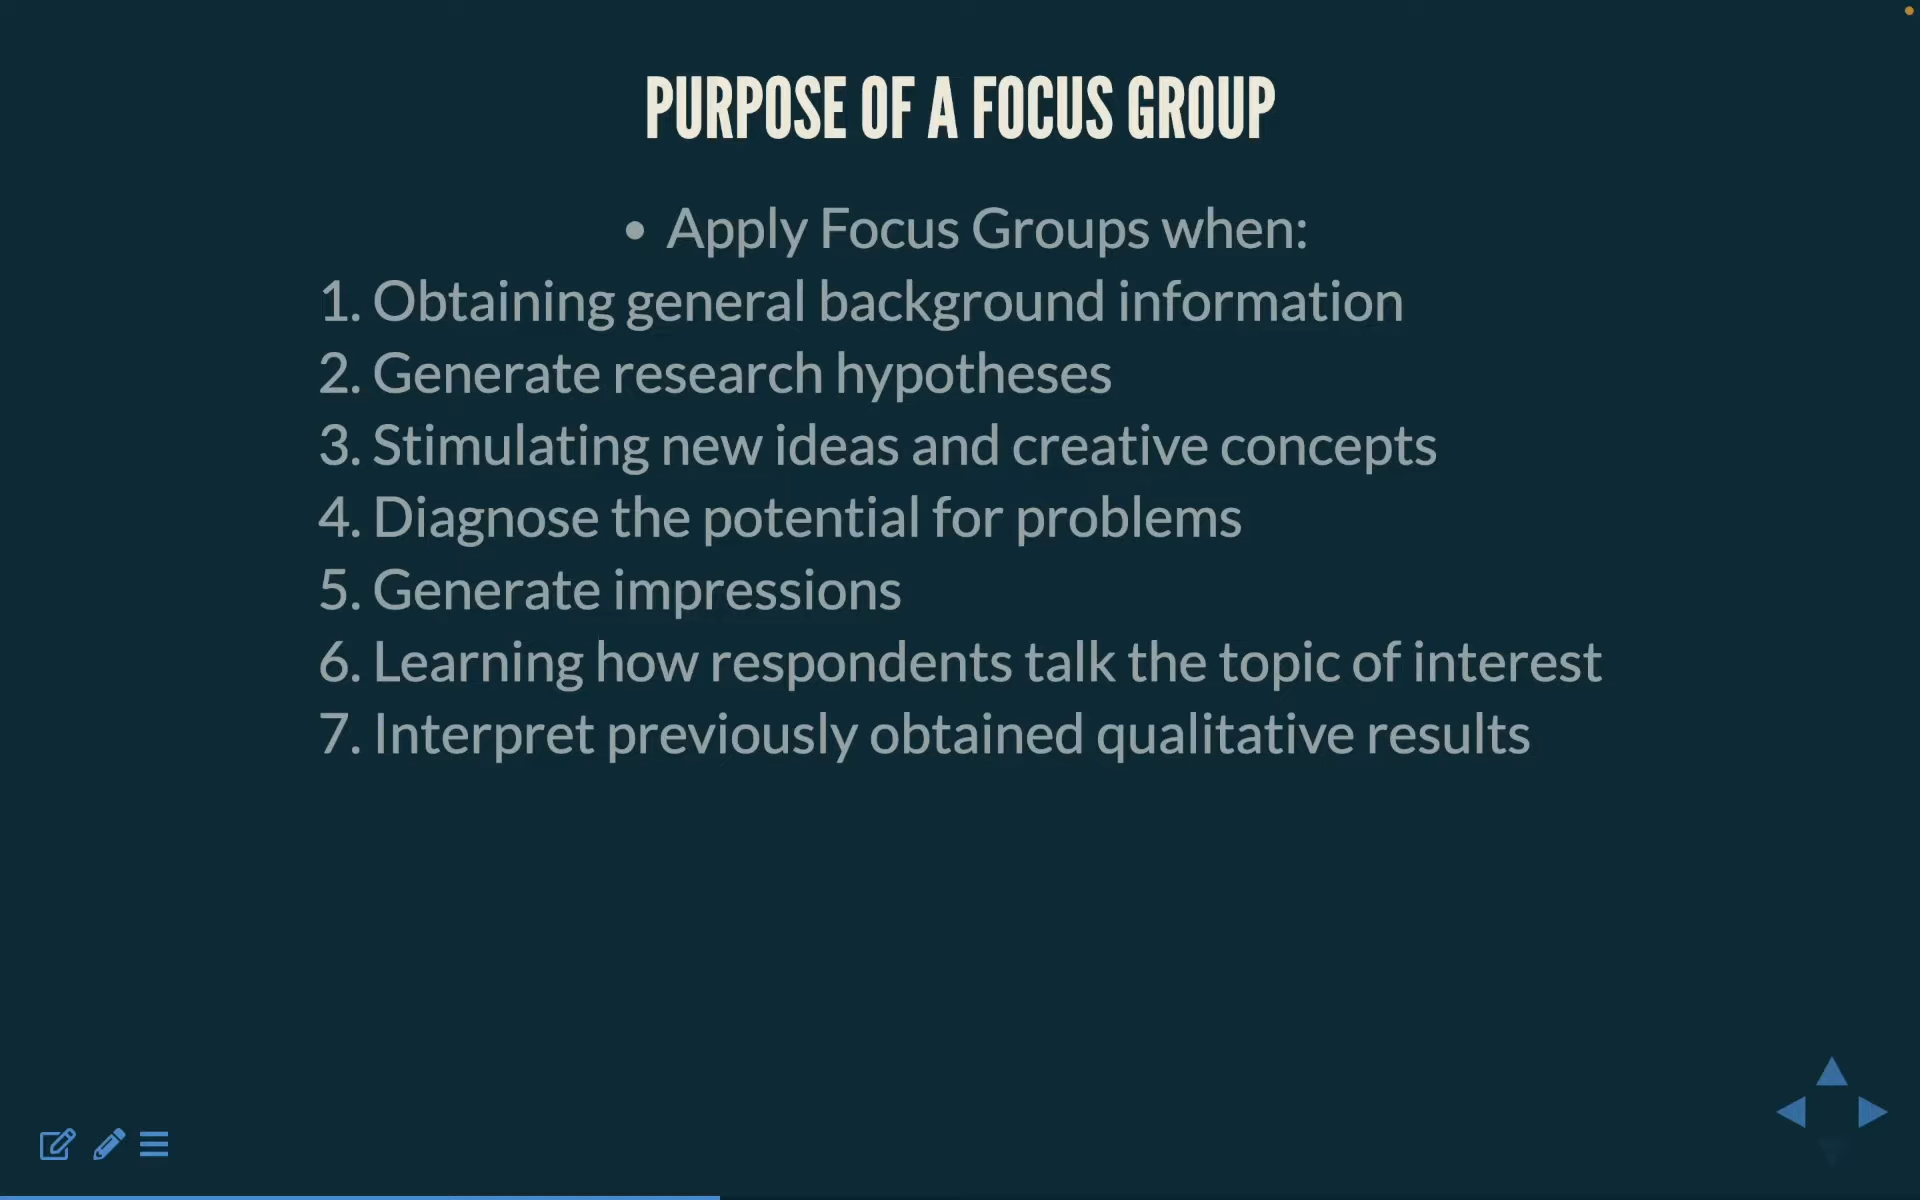 PURPOSE OF A FOCUS GROUP
• Apply Focus Groups when:
1. Obtaining general background information
2. Generate research hypotheses
3. Stimulating new ideas and creative concepts
4. Diagnose the potential for problems
5. Generate impressions
6. Learning how respondents talk the topic of interest
7. Interpret previously obtained qualitative results